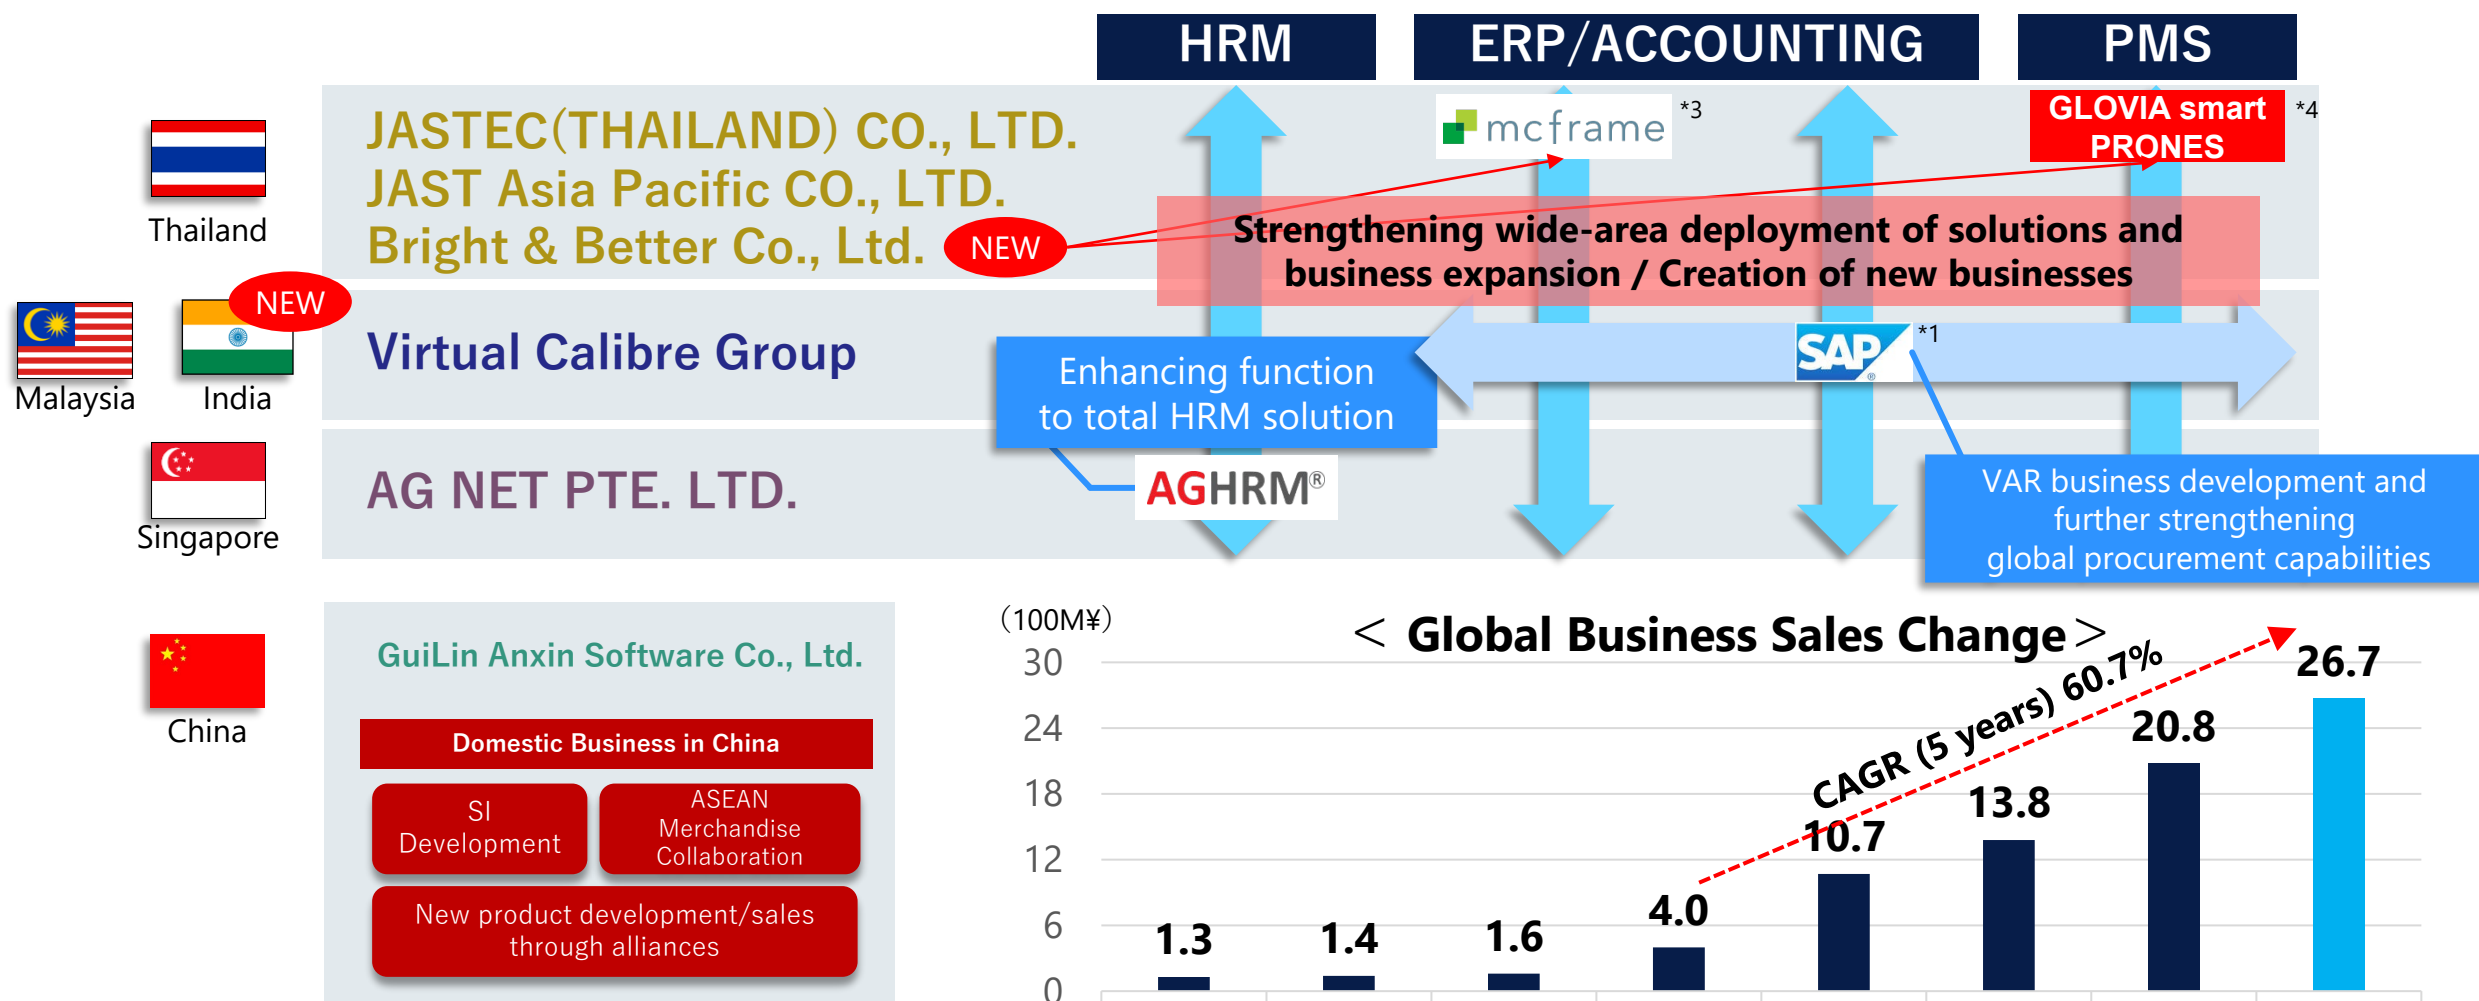 HRM
ERP/ACCOUNTING
PMS
Thailand
JASTEC(THAILAND) CO., LTD.
JAST Asia Pacific CO., LTD.
Bright & Better Co., Ltd.
NEW
mcframe
*3
GLOVIA smart
PRONES
*4
Strengthening wide-area deployment of solutions and
business expansion / Creation of new businesses
NEW
Malaysia
India
Virtual Calibre Group
SAP
®
*1
Enhancing function
to total HRM solution
Singapore
AG NET PTE. LTD.
AGHRM®
VAR business development and
further strengthening
global procurement capabilities
China
GuiLin Anxin Software Co., Ltd.
Domestic Business in China
SI
Development
ASEAN
Merchandise
Collaboration
New product development/sales
through alliances
(100M¥)
< Global Business Sales Change >
CAGR (5 years) 60.7%
30
24
18
12
6
0
1.3
1.4
1.6
4.0
10.7
13.8
20.8
26.7